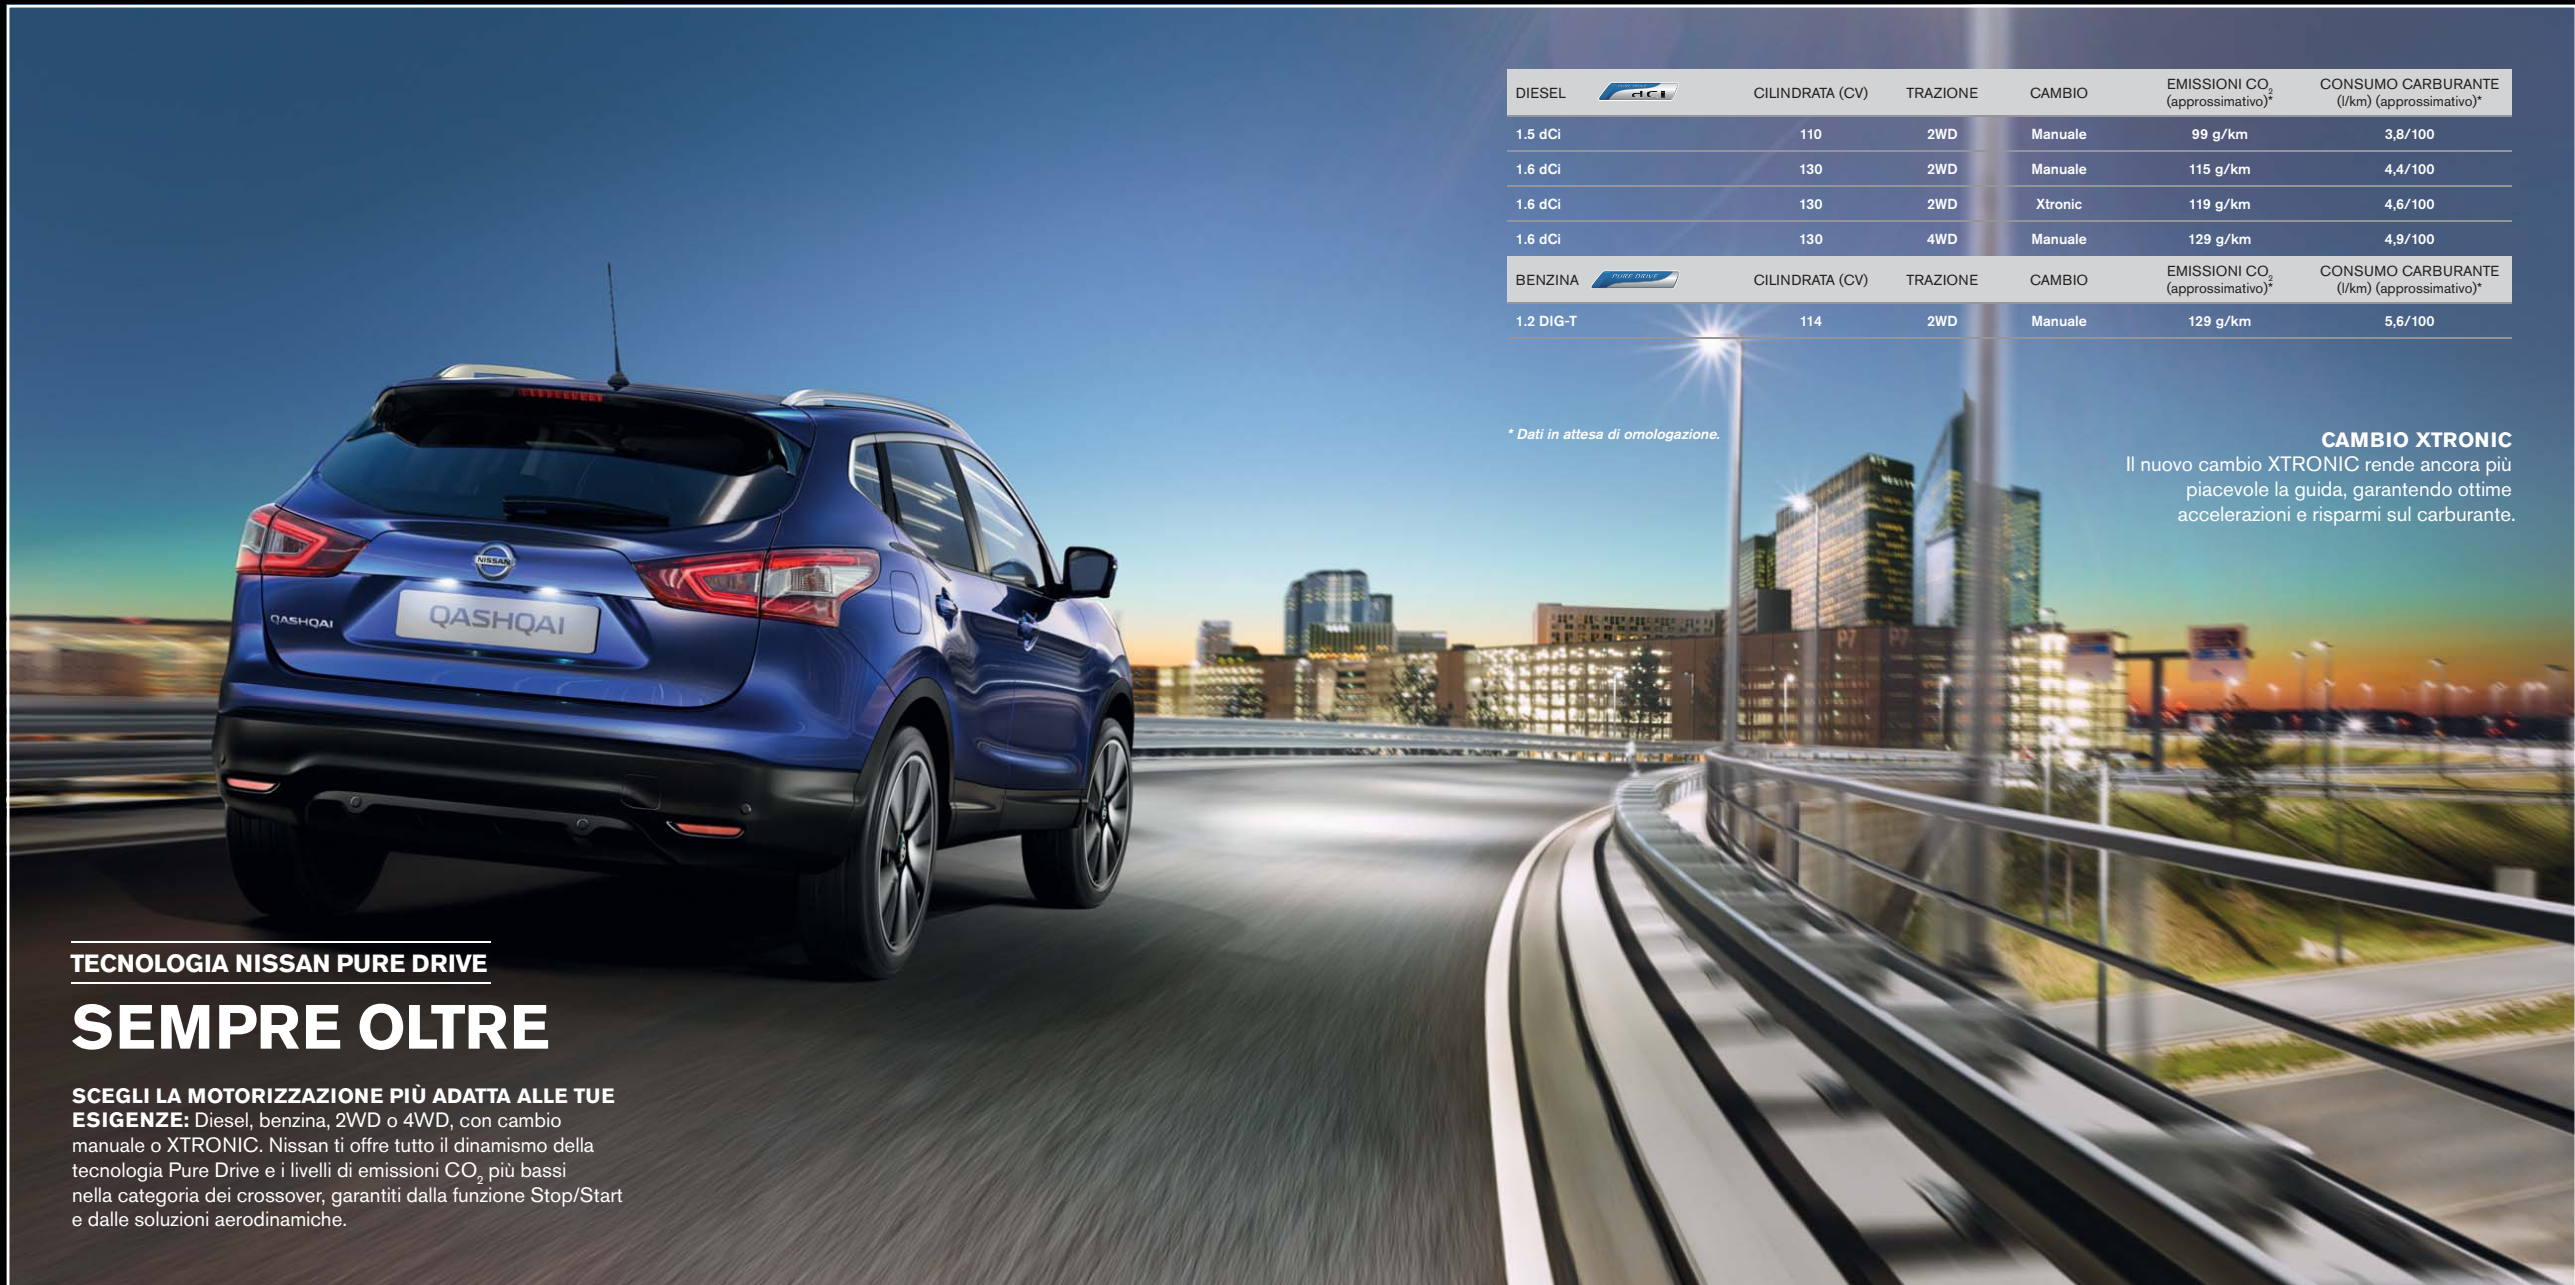 DIESEL PURE DRIVE dCi CILINDRATA (CV) TRAZIONE CAMBIO EMISSIONI CO2 (approssimativo)* CONSUMO CARBURANTE (l/km) (approssimativo)*
1.5 dCi 110 2WD Manuale 99 g/km 3,8/100
1.6 dCi 130 2WD Manuale 115 g/km 4,4/100
1.6 dCi 130 2WD Xtronic 119 g/km 4,6/100
1.6 dCi 130 4WD Manuale 129 g/km 4,9/100
BENZINA PURE DRIVE CILINDRATA (CV) TRAZIONE CAMBIO EMISSIONI CO2 (approssimativo)* CONSUMO CARBURANTE (l/km) (approssimativo)*
1.2 DIG-T 114 2WD Manuale 129 g/km 5,6/100
* Dati in attesa di omologazione.
CAMBIO XTRONIC
Il nuovo cambio XTRONIC rende ancora più
piacevole la guida, garantendo ottime
accelerazioni e risparmi sul carburante.
NISSAN
QASHQAI
QASHQAI
P7 P7
TECNOLOGIA NISSAN PURE DRIVE
SEMPRE OLTRE
SCEGLI LA MOTORIZZAZIONE PIÙ ADATTA ALLE TUE
ESIGENZE: Diesel, benzina, 2WD o 4WD, con cambio
manuale o XTRONIC. Nissan ti offre tutto il dinamismo della
tecnologia Pure Drive e i livelli di emissioni CO2 più bassi
nella categoria dei crossover, garantiti dalla funzione Stop/Start
e dalle soluzioni aerodinamiche.